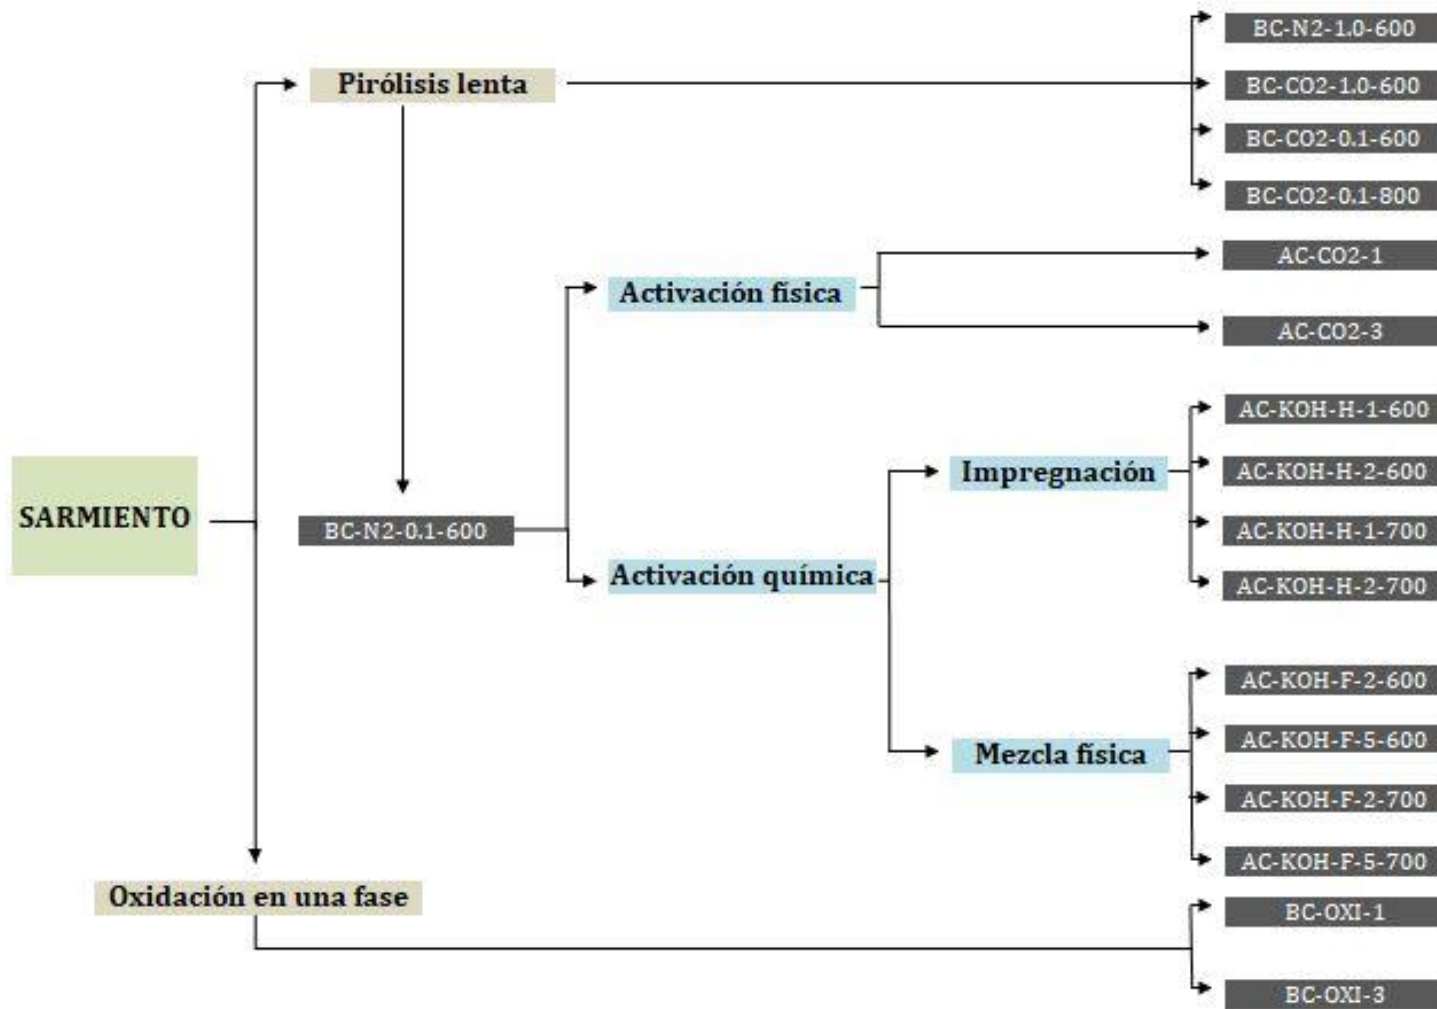 BC-N2-1.0-600
Pirólisis lenta
BC-CO2-1.0-600
BC-CO2-0.1-600
BC-CO2-0.1-800
AC-CO2-1
Activación física
AC-CO2-3
AC-KOH-H-1-600
Impregnación
AC-KOH-H-2-600
SARMIENTO
BC-N2-0.1-600
AC-KOH-H-1-700
Activación química
AC-KOH-H-2-700
AC-KOH-F-2-600
AC-KOH-F-5-600
Mezcla física
AC-KOH-F-2-700
AC-KOH-F-5-700
Oxidación en una fase
BC-OXI-1
BC-OXI-3